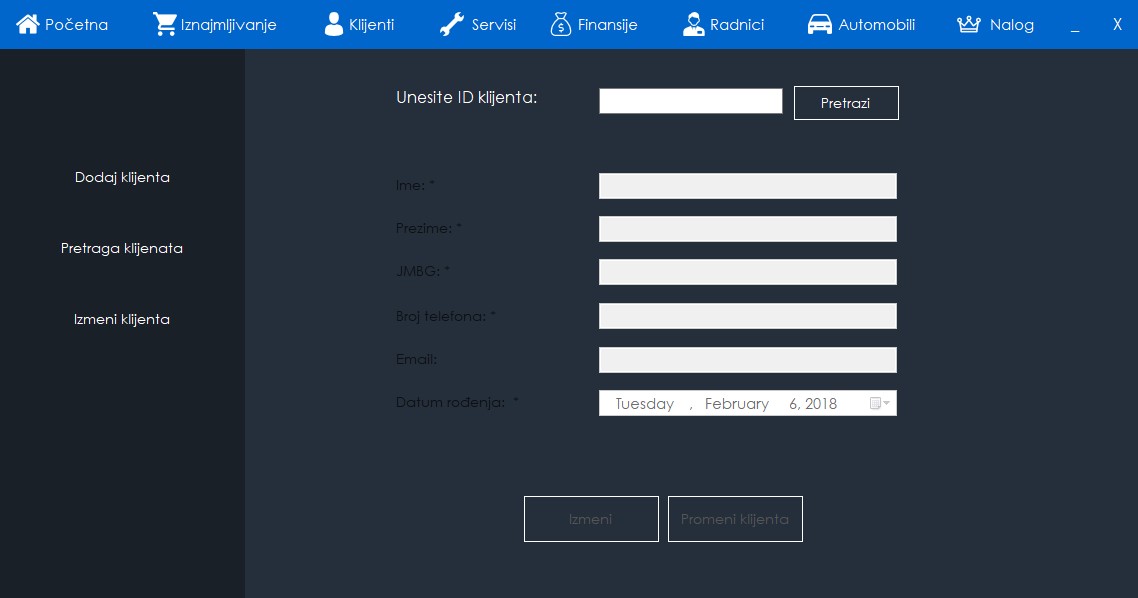 Početna Iznajmljivanje Klijenti Servisi Finansije Radnici Automobili Nalog _ X
Unesite ID klijenta: Pretrazi
Dodaj klijenta
Ime: *
Prezime: *
Pretraga klijenata
JMBG: *
Broj telefona: *
Izmeni klijenta
Email:
Datum rođenja: * Tuesday , February 6, 2018
Izmeni Promeni klijenta